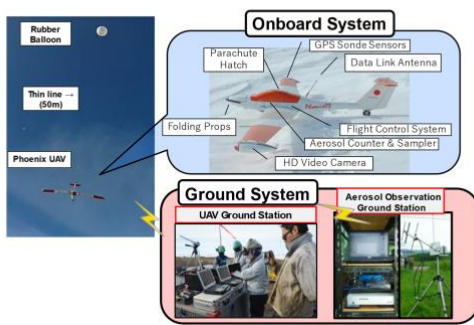 Rubber
Balloon
Thin line →
(50m)
Phoenix UAV
Onboard System
GPS Sonde Sensors
Parachute
Hatch
Data Link Antenna
Folding Props
Flight Control System
Aerosol Counter & Sampler
HD Video Camera
Ground System
UAV Ground Station
Aerosol Observation
Ground Station